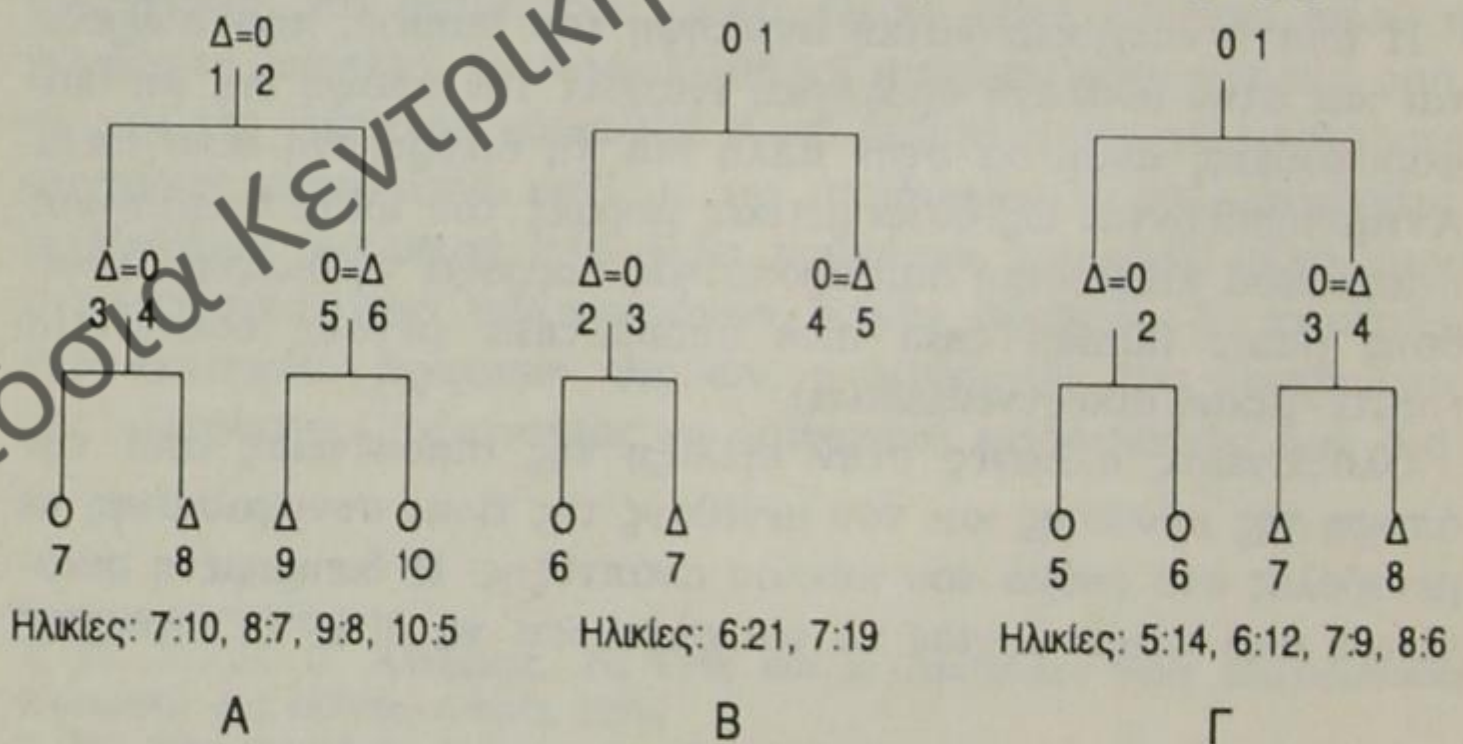 Δ=0 0 1 0 1
1 2
Δ=0 0=Δ Δ=0 0=Δ Δ=0 0=Δ
3 4 5 6 2 3 4 5 2 3 4
Ο Δ Δ Ο Ο Δ Ο Ο Δ Δ
7 8 9 10 6 7 5 6 7 8
Ηλικίες: 7:10, 8:7, 9:8, 10:5 Ηλικίες: 6:21, 7:19 Ηλικίες: 5:14, 6:12, 7:9, 8:6
Α Β Γ
όσια Κεντρική